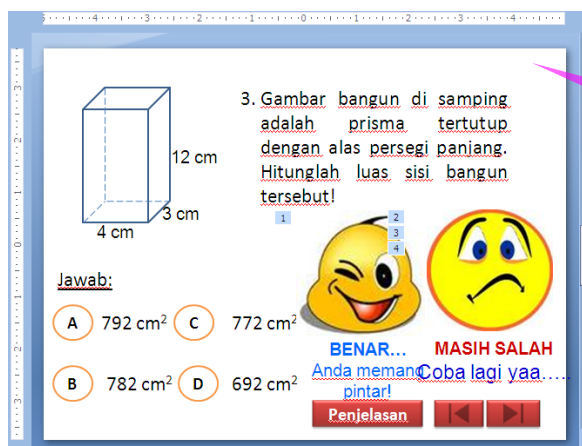 3. Gambar bangun di samping
adalah prisma tertutup
dengan alas persegi panjang.
Hitunglah luas sisi bangun
tersebut!
12 cm
3 cm
4 cm
1
2
3
4
Jawab:
A 792 cm² C 772 cm²
B 782 cm² D 692 cm²
BENAR...
Anda memang
pintar!
MASIH SALAH
Coba lagi yaa.....
Penjelasan